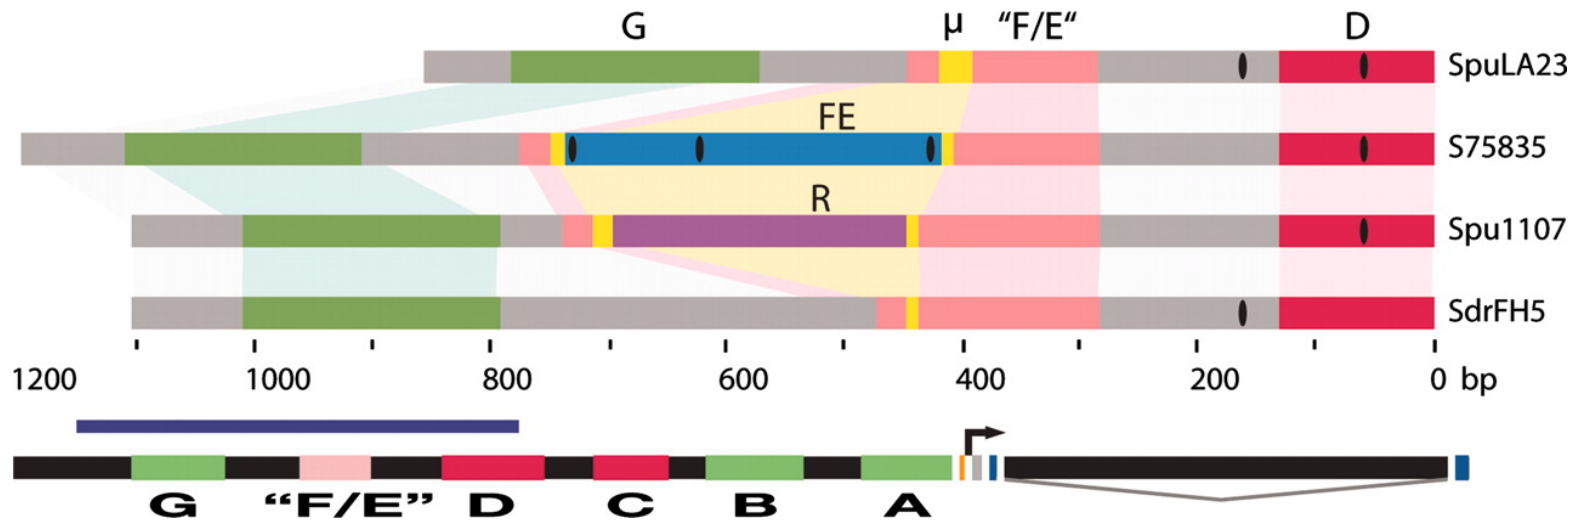 G µ “F/E“ D
SpuLA23
FE
S75835
R
Spu1107
SdrFH5
1200 1000 800 600 400 200 0 bp
G “F/E” D C B A